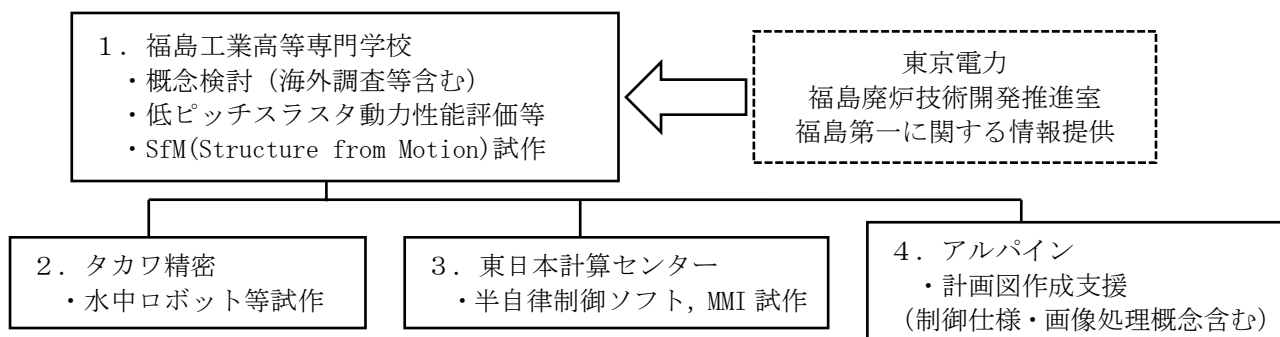 1．福島工業高等専門学校
・概念検討（海外調査等含む）
・低ピッチスラスタ動力性能評価等
・SfM(Structure from Motion)試作
東京電力
福島廃炉技術開発推進室
福島第一に関する情報提供
2．タカワ精密
・水中ロボット等試作
3．東日本計算センター
・半自律制御ソフト, MMI 試作
4．アルパイン
・計画図作成支援
（制御仕様・画像処理概念含む）